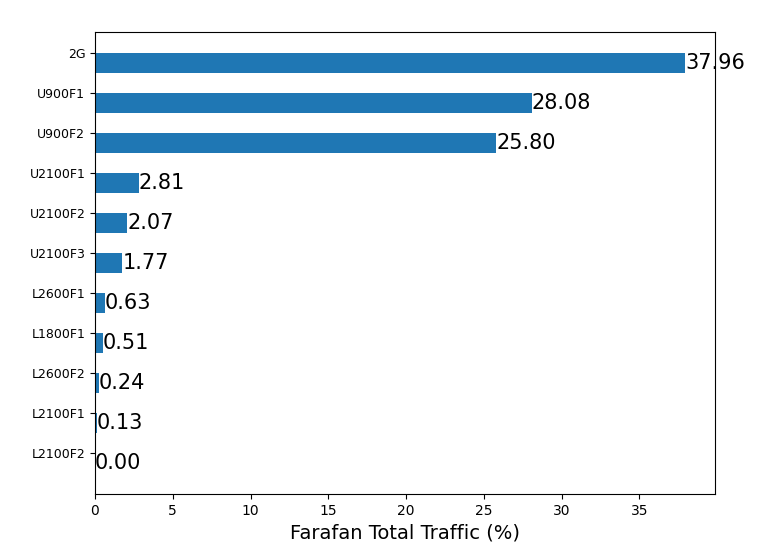 2G 37.96
U900F1 28.08
U900F2 25.80
U2100F1 2.81
U2100F2 2.07
U2100F3 1.77
L2600F1 0.63
L1800F1 0.51
L2600F2 0.24
L2100F1 0.13
L2100F2 0.00
0 5 10 15 20 25 30 35
Farafan Total Traffic (%)